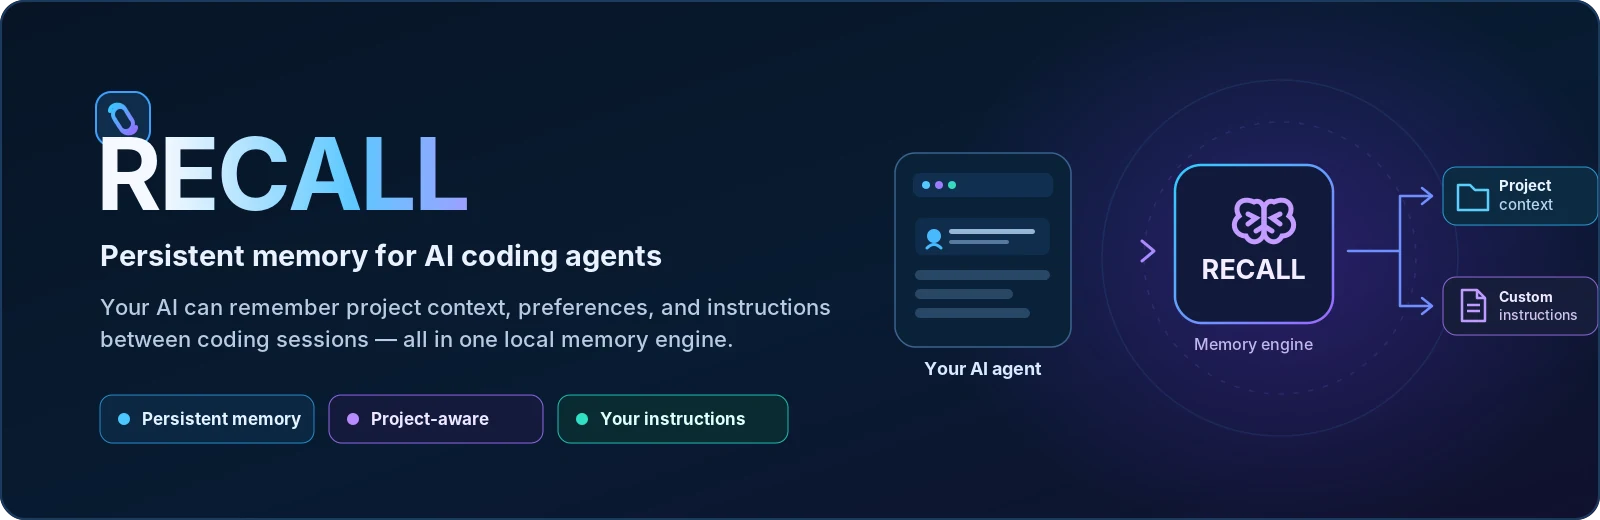 RECALL
Persistent memory for AI coding agents
Your AI can remember project context, preferences, and instructions
between coding sessions — all in one local memory engine.
Persistent memory
Project-aware
Your instructions
Your AI agent
RECALL
Memory engine
Project
context
Custom
instructions